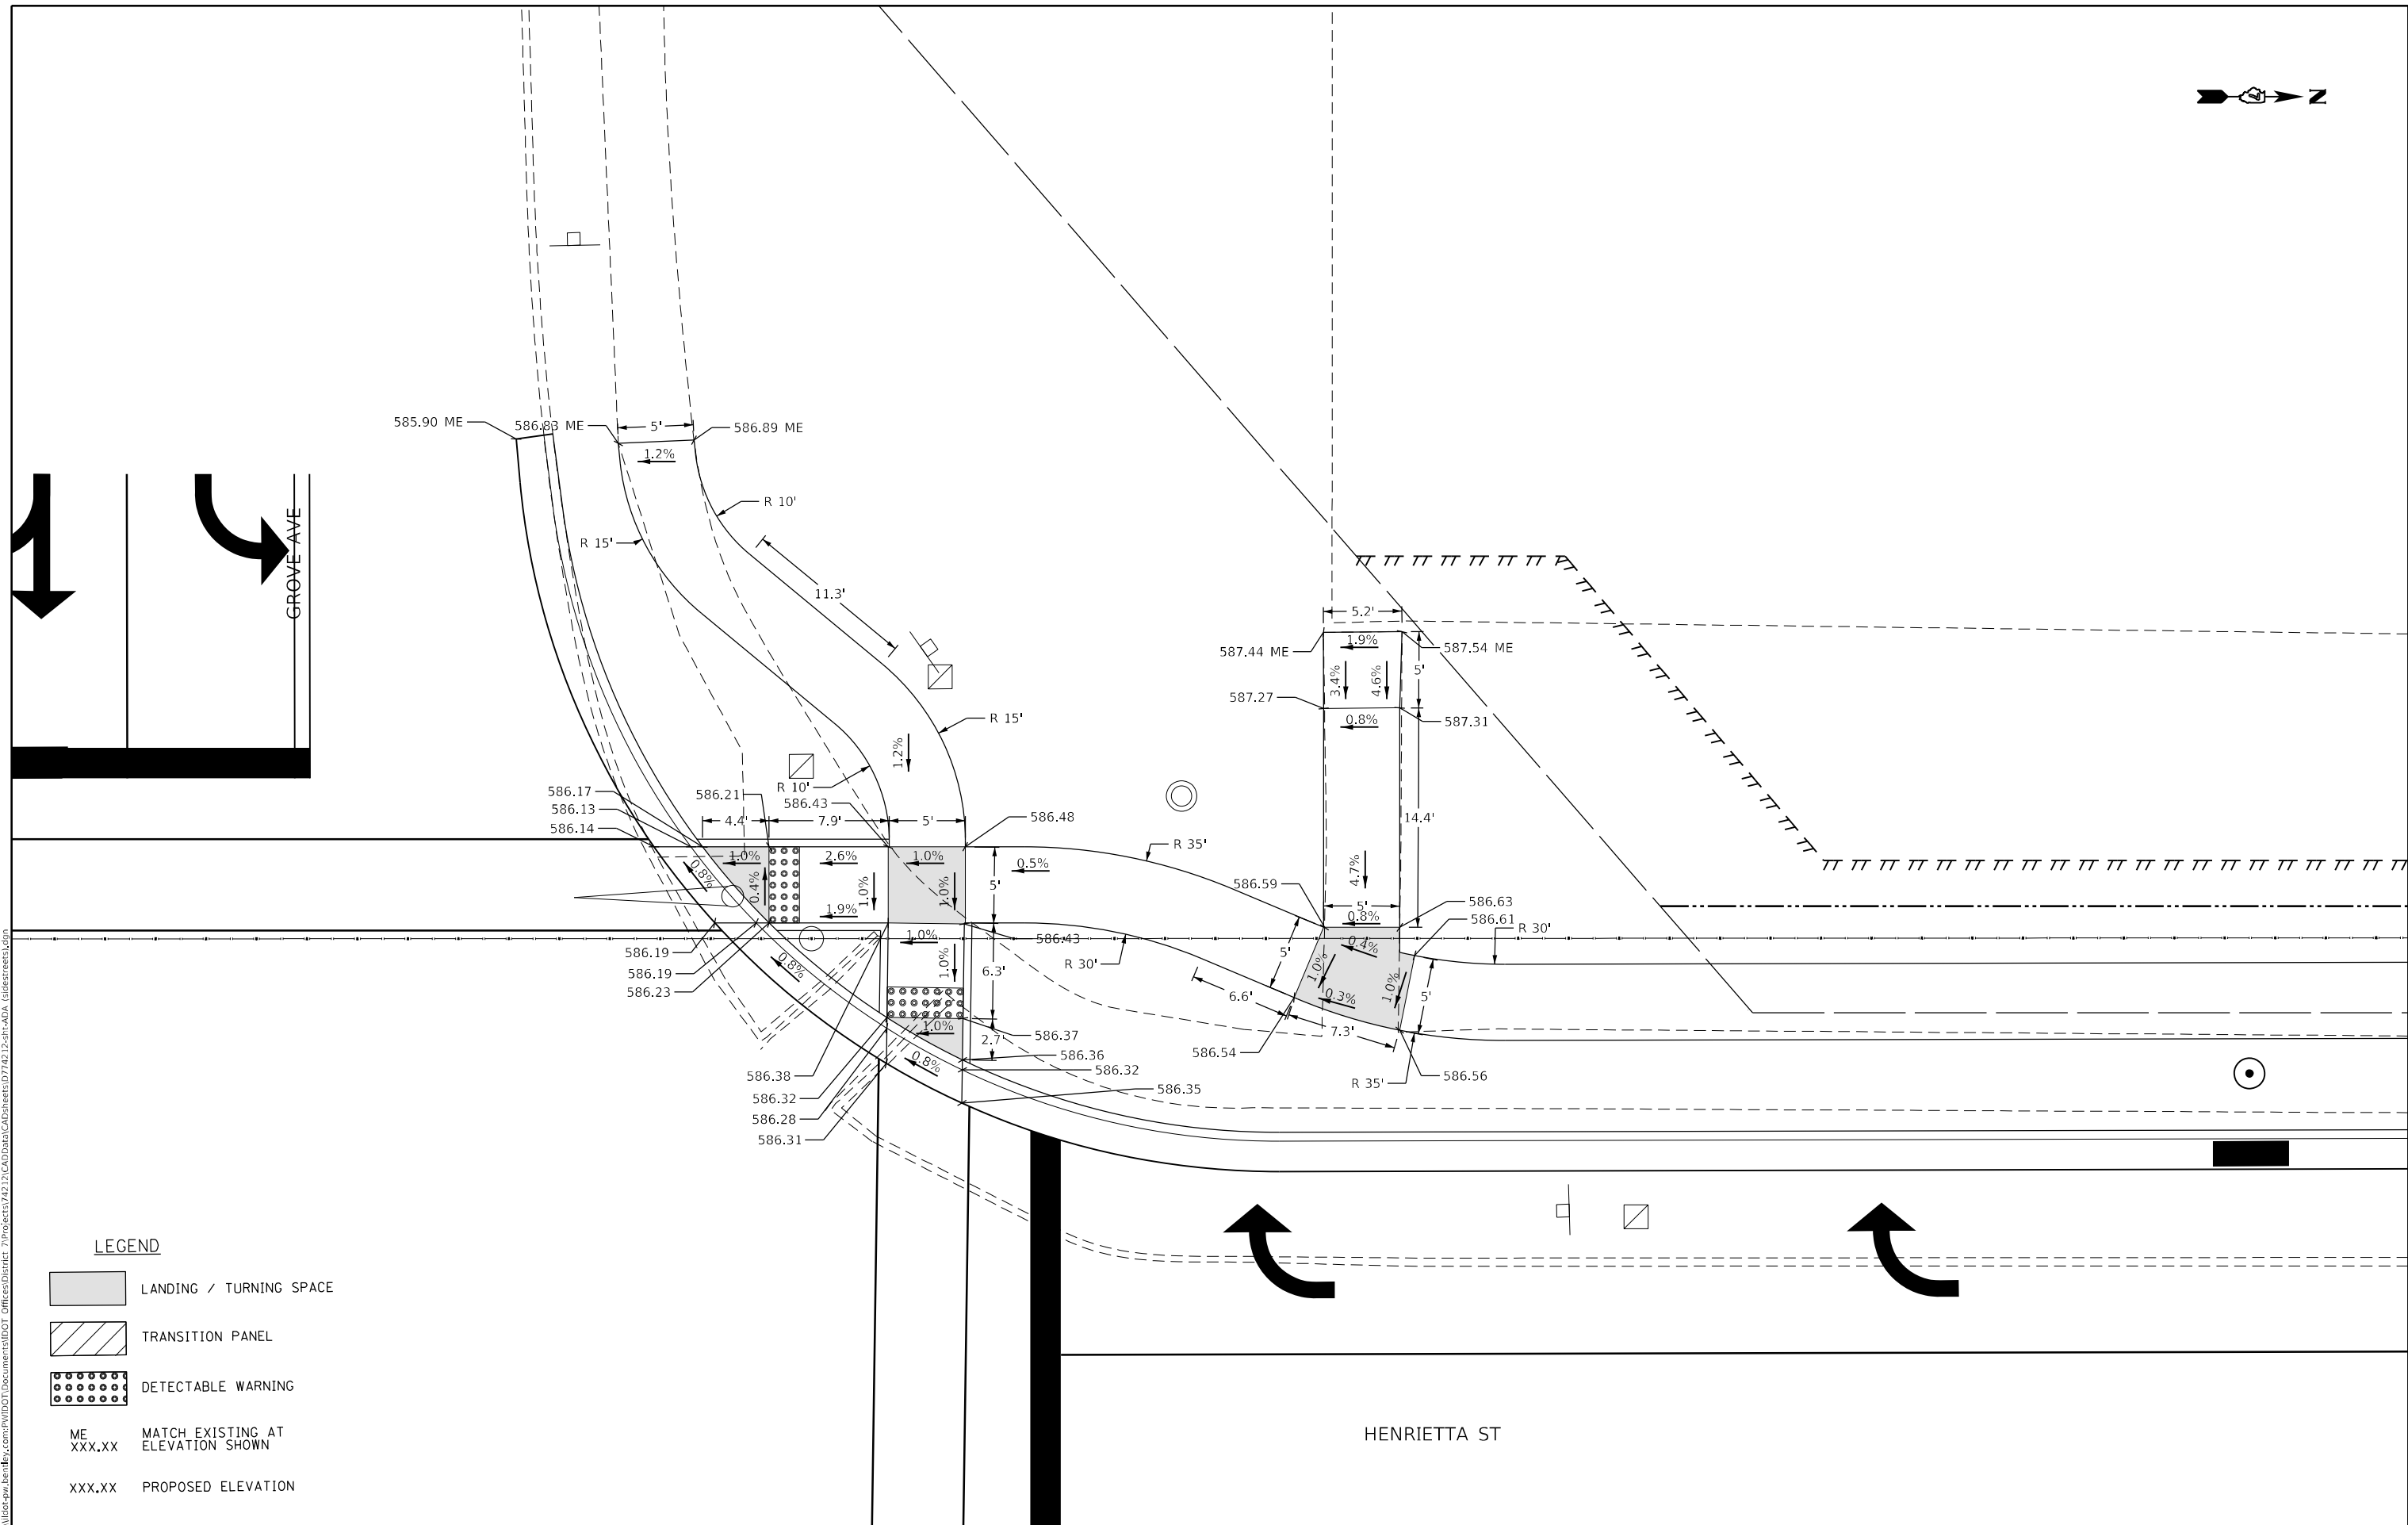 N
585.90 ME
586.83 ME
5'
586.89 ME
1.2%
R 10'
R 15'
11.3'
GROVE AVE
5.2'
1.9%
587.44 ME
587.54 ME
3.4%
4.6%
5'
587.27
587.31
0.8%
R 15'
1.2%
R 10'
586.17
586.21
586.43
586.13
586.14
4.4'
7.9'
5'
586.48
14.4'
R 35'
1.0%
2.6%
1.0%
0.5%
0.8%
0.4%
1.0%
1.0%
5'
4.7%
586.59
5'
586.63
1.9%
0.8%
586.61
R 30'
1.0%
586.43
0.4%
586.19
586.19
586.23
0.8%
1.0%
6.3'
R 30'
5'
1.0%
1.0%
0.3%
5'
6.6'
7.3'
1.0%
586.37
2.7'
586.54
586.36
0.8%
586.32
586.38
586.35
R 35'
586.56
586.32
586.28
586.31
LEGEND
LANDING / TURNING SPACE
TRANSITION PANEL
DETECTABLE WARNING
ME
XXX.XX
MATCH EXISTING AT
ELEVATION SHOWN
XXX.XX
PROPOSED ELEVATION
HENRIETTA ST